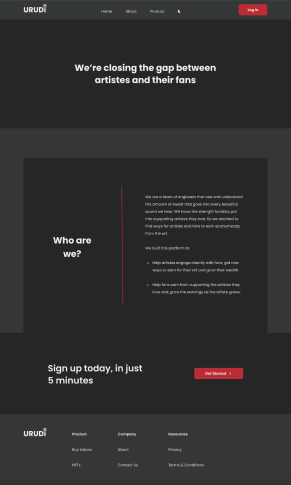 URUDI
Home About Product
Log in
We're closing the gap between
artistes and their fans
Who are
we?
We are a team of engineers that see and understand
the amount of sweat that goes into every beautiful
sound we hear. We know the strength fanatics put
into supporting artistes they love. So we decided to
find ways for artistes and fans to earn economically
from the art.
We built this platform to:
Help artistes engage directly with fans, get new
ways to earn for their art and grow their wealth.
Help fans earn from supporting the artistes they
love and, grow the earnings as the artiste grows.
Sign up today, in just
5 minutes
Get Started
URUDI
Product Company Resources
Buy tokens About Privacy
NFTs Contact Us Terms & Conditions